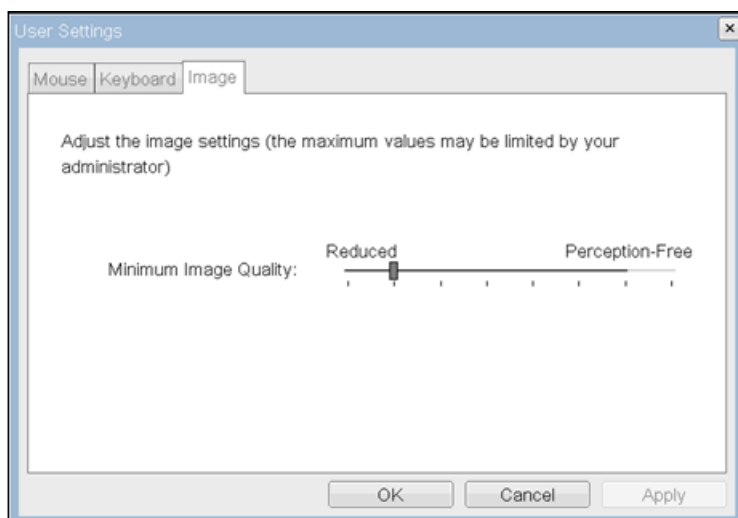 User Settings
Mouse Keyboard Image
Adjust the image settings (the maximum values may be limited by your
administrator)
Reduced Perception-Free
Minimum Image Quality:
OK Cancel Apply